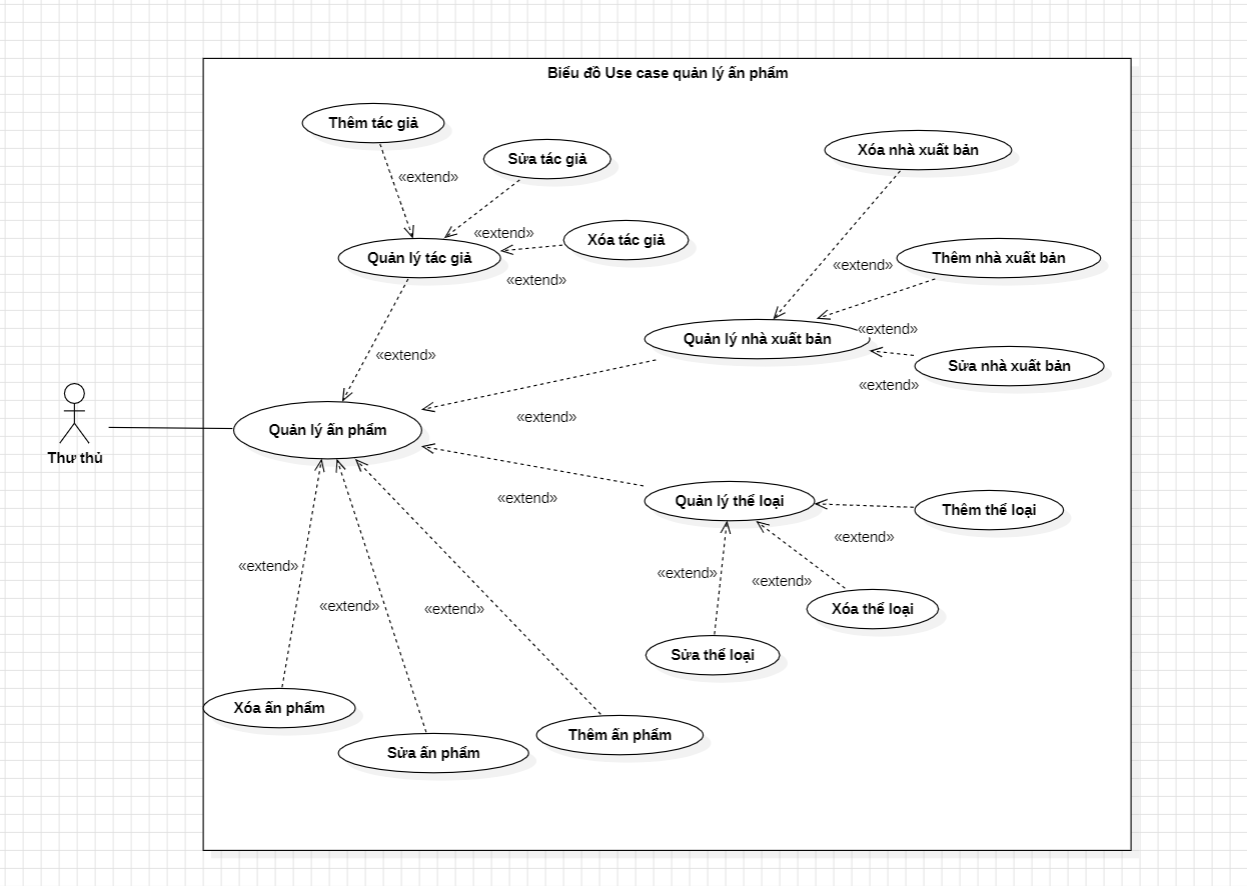 Biểu đồ Use case quản lý ấn phẩm
Thêm tác giả
Sửa tác giả
Xóa nhà xuất bản
«extend»
«extend»
Xóa tác giả
Quản lý tác giả
Thêm nhà xuất bản
«extend»
«extend»
«extend»
Quản lý nhà xuất bản
«extend»
Sửa nhà xuất bản
«extend»
«extend»
Quản lý ấn phẩm
«extend»
Thư thủ
Quản lý thể loại
«extend»
Thêm thể loại
«extend»
«extend»
«extend»
«extend»
«extend»
«extend»
Xóa thể loại
Sửa thể loại
Xóa ấn phẩm
Thêm ấn phẩm
Sửa ấn phẩm